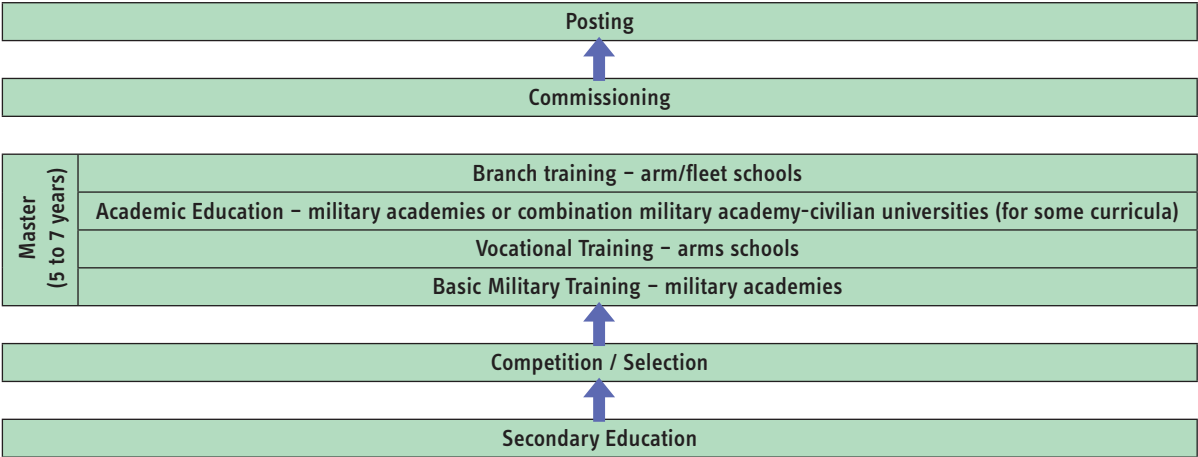 Posting
Commissioning
Master
(5 to 7 years)
Branch training – arm/fleet schools
Academic Education – military academies or combination military academy-civilian universities (for some curricula)
Vocational Training – arms schools
Basic Military Training – military academies
Competition / Selection
Secondary Education